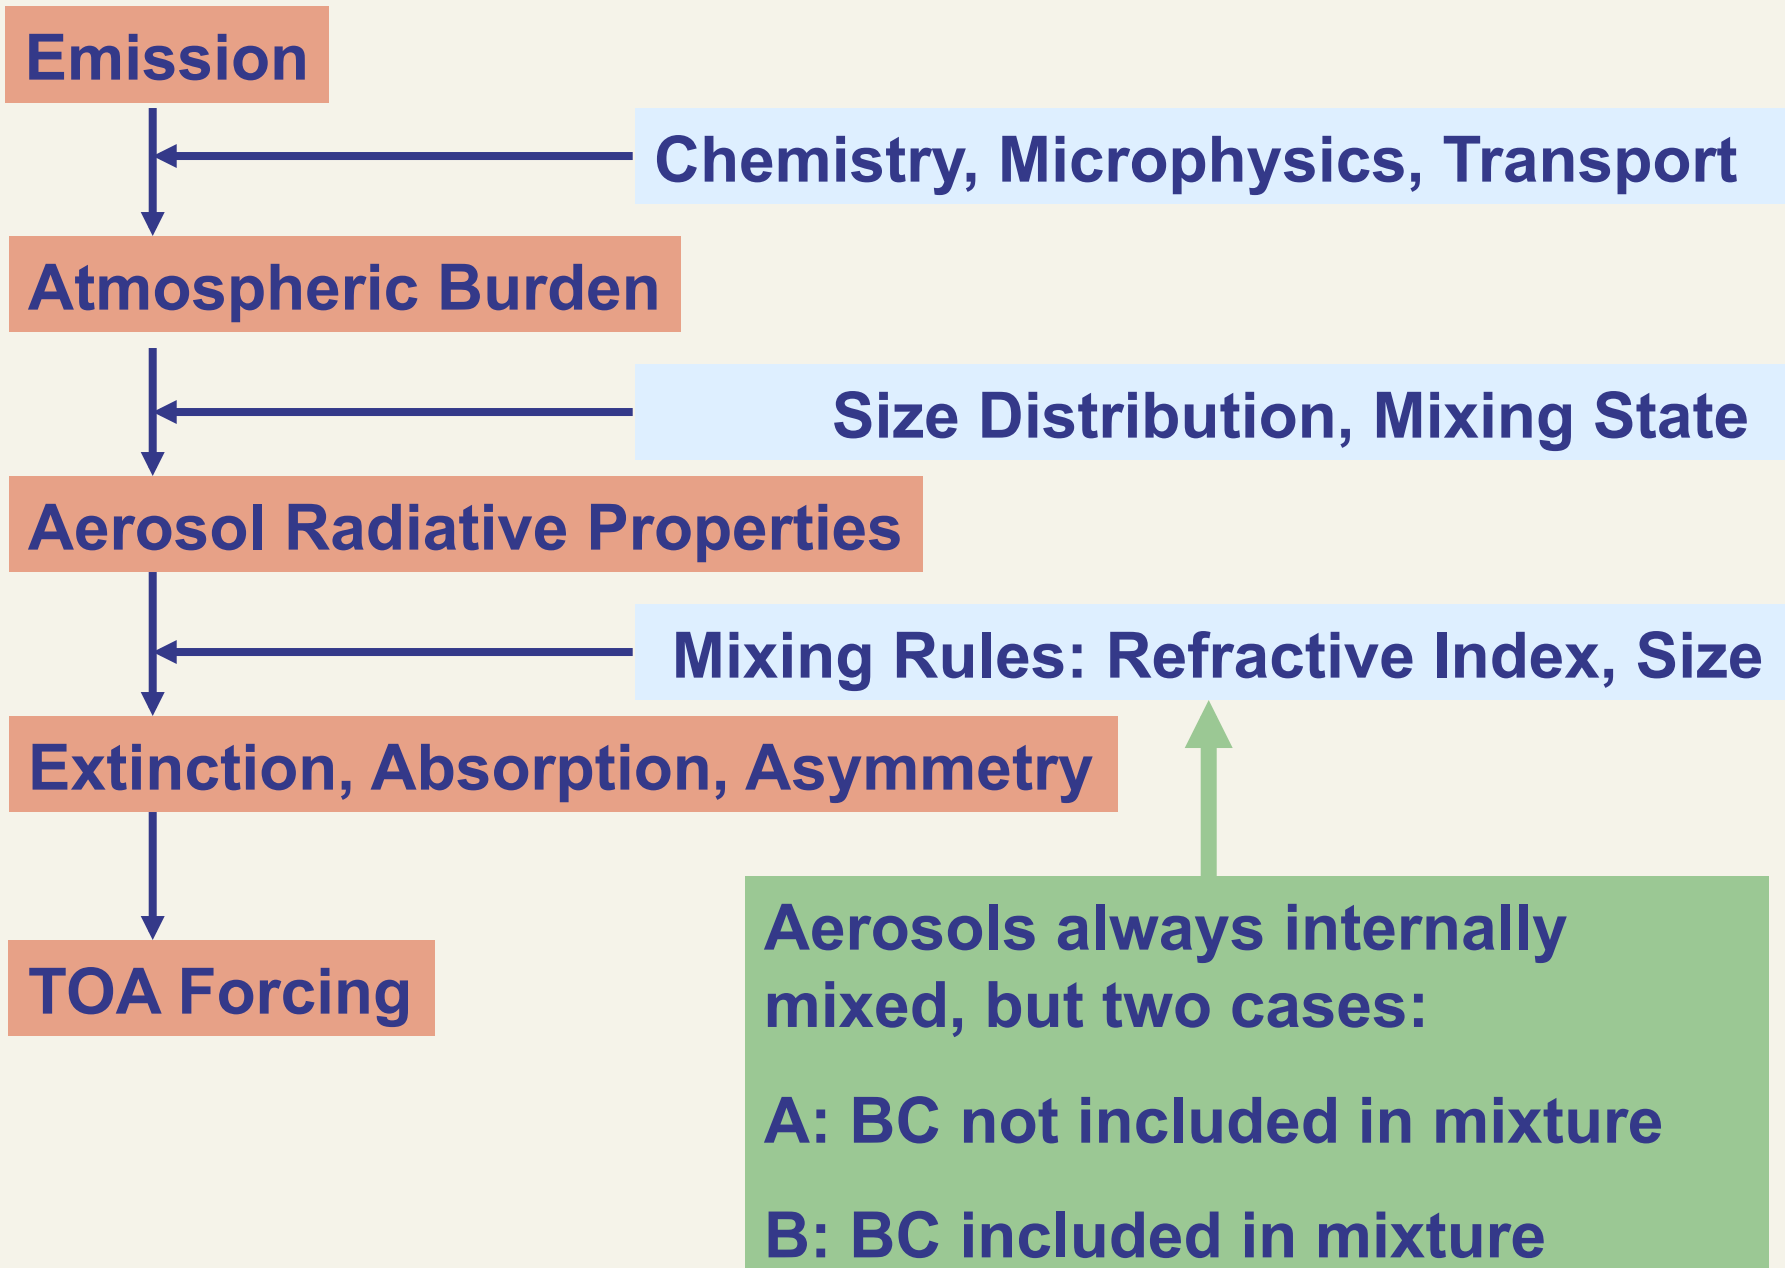 Emission
Chemistry, Microphysics, Transport
Atmospheric Burden
Size Distribution, Mixing State
Aerosol Radiative Properties
Mixing Rules: Refractive Index, Size
Extinction, Absorption, Asymmetry
TOA Forcing
Aerosols always internally
mixed, but two cases:
A: BC not included in mixture
B: BC included in mixture